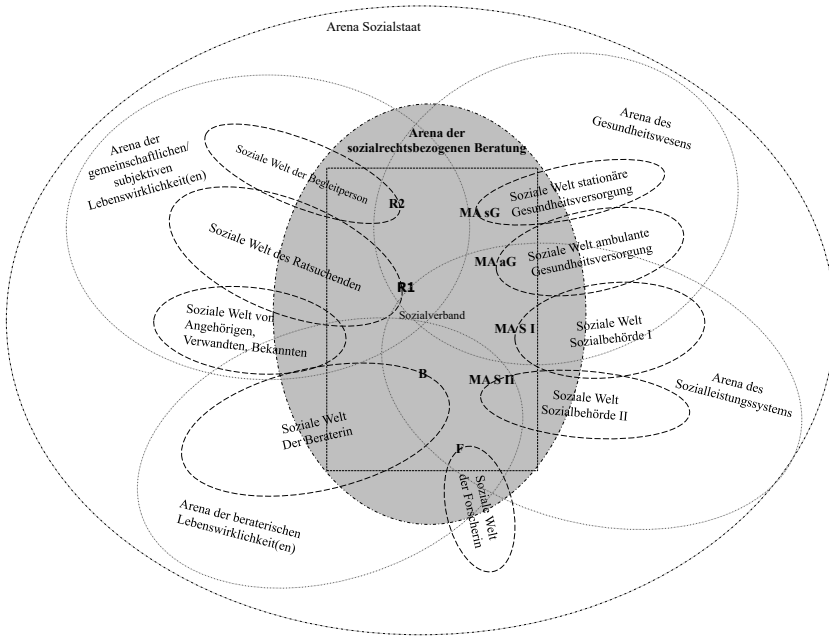 Arena Sozialstaat
Arena der
gemeinschaftlichen/
subjektiven
Lebenswirklichkeit(en)
Soziale Welt der Begleitperson
Arena der
sozialrechtsbezogenen Beratung
Arena des
Gesundheitswesens
R2
MA sG
Soziale Welt stationäre
Gesundheitsversorgung
Soziale Welt des Ratsuchenden
MA aG
Soziale Welt ambulante
Gesundheitsversorgung
R1
Sozialverband
Soziale Welt von
Angehörigen,
Verwandten, Bekannten
MA S I
Soziale Welt
Sozialbehörde I
B
MA S II
Soziale Welt
Sozbialbehörde II
Arena des
Sozialleistungssystems
Soziale Welt
Der Beraterin
F
Soziale Welt
der Forscherin
Arena der beraterischen
Lebenswirklichkeit(en)